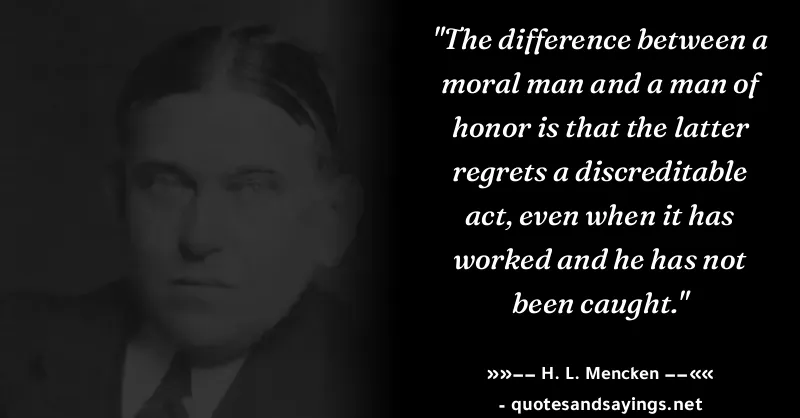 "The difference between a
moral man and a man of
honor is that the latter
regrets a discreditable
act, even when it has
worked and he has not
been caught."
»»−− H. L. Mencken −−««
- quotesandsayings.net